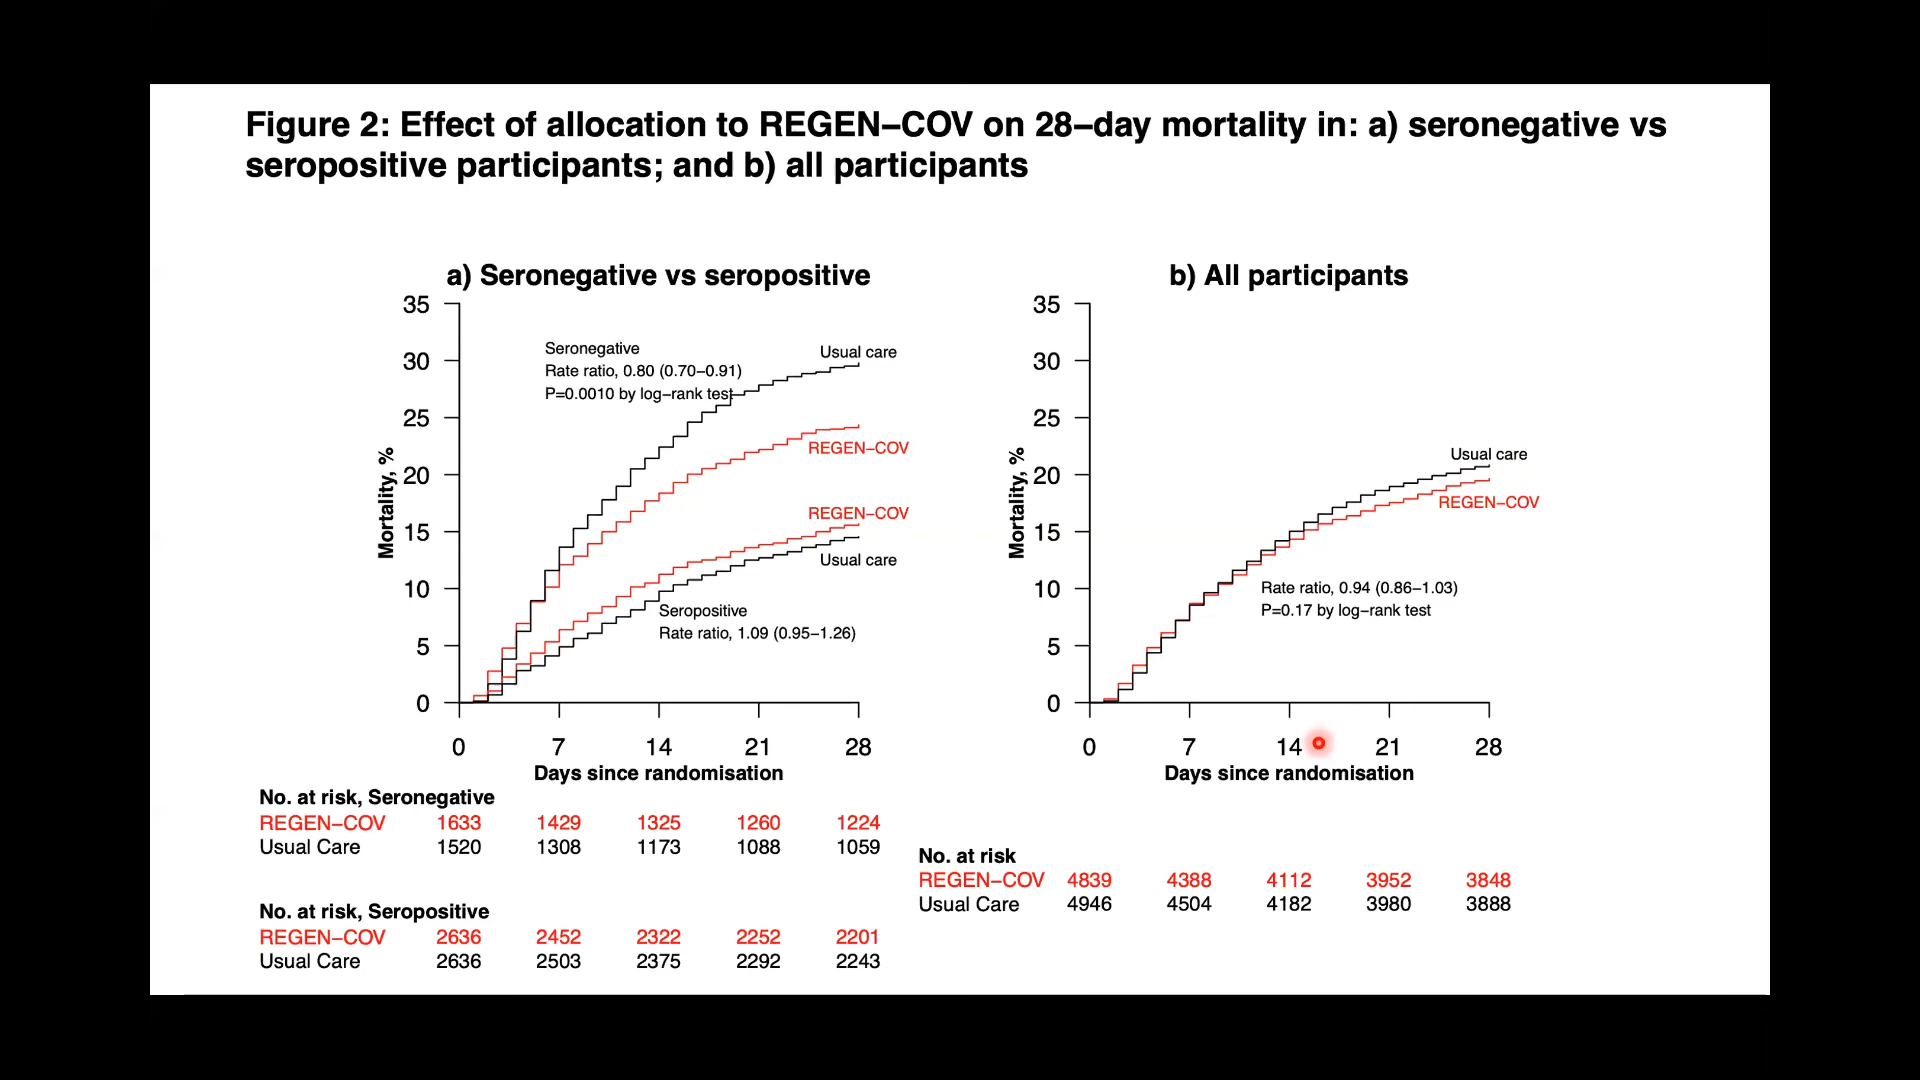 Figure 2: Effect of allocation to REGEN–COV on 28–day mortality in: a) seronegative vs
seropositive participants; and b) all participants
a) Seronegative vs seropositive
35
30
25
20
15
10
5
0
Mortality, %
Seronegative
Rate ratio, 0.80 (0.70–0.91)
P=0.0010 by log–rank test
Usual care
REGEN–COV
REGEN–COV
Usual care
Seropositive
Rate ratio, 1.09 (0.95–1.26)
0 7 14 21 28
Days since randomisation
No. at risk, Seronegative
REGEN–COV 1633 1429 1325 1260 1224
Usual Care 1520 1308 1173 1088 1059
No. at risk, Seropositive
REGEN–COV 2636 2452 2322 2252 2201
Usual Care 2636 2503 2375 2292 2243
b) All participants
35
30
25
20
15
10
5
0
Mortality, %
Usual care
REGEN–COV
Rate ratio, 0.94 (0.86–1.03)
P=0.17 by log–rank test
0 7 14 21 28
Days since randomisation
No. at risk
REGEN–COV 4839 4388 4112 3952 3848
Usual Care 4946 4504 4182 3980 3888